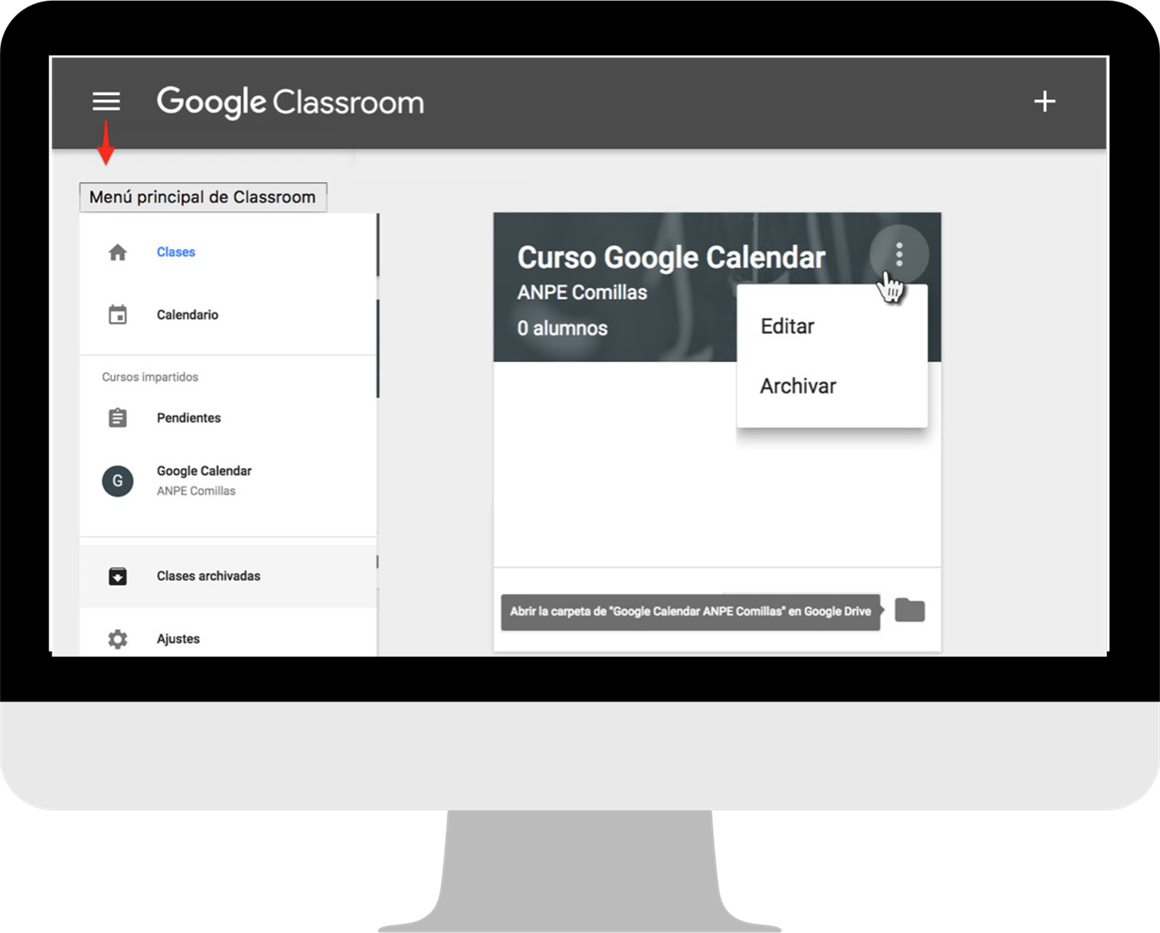 Google Classroom
+
Menú principal de Classroom
Clases
Calendario
Cursos impartidos
Pendientes
G
Google Calendar
ANPE Comillas
Clases archivadas
Ajustes
Curso Google Calendar
ANPE Comillas
0 alumnos
Editar
Archivar
Abrir la carpeta de "Google Calendar ANPE Comillas" en Google Drive